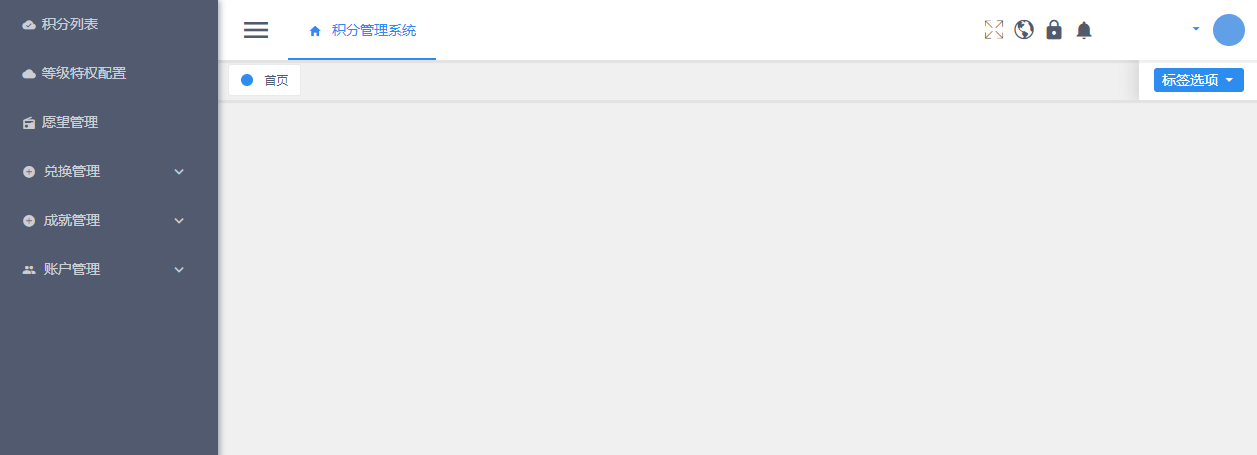 积分列表
等级特权配置
愿望管理
兑换管理
成就管理
账户管理
积分管理系统
首页
标签选项